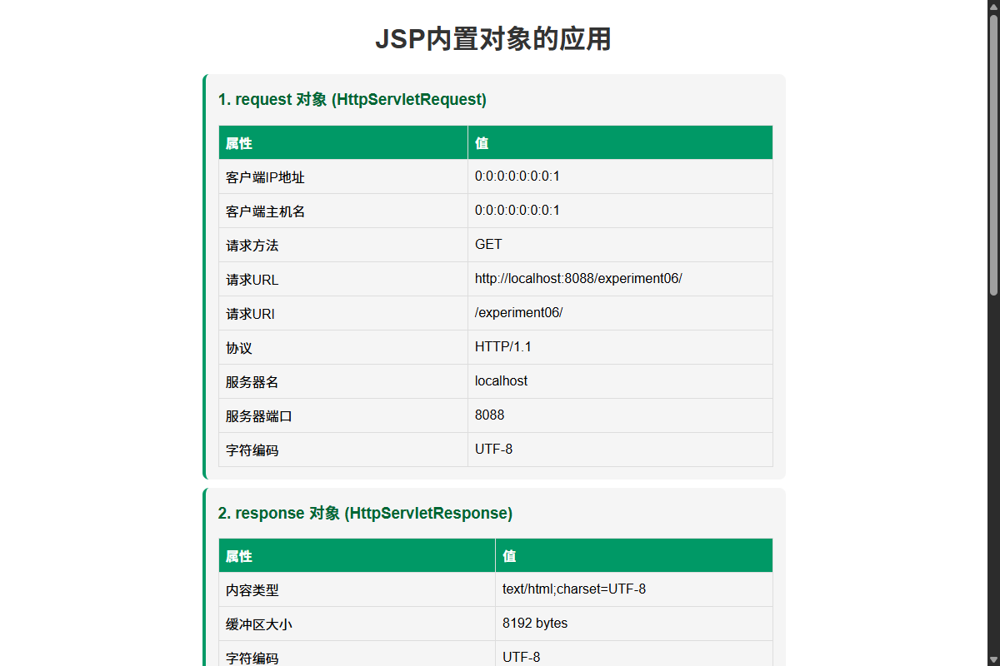 JSP内置对象的应用
1. request 对象 (HttpServletRequest)
属性 值
客户端IP地址 0:0:0:0:0:0:0:1
客户端主机名 0:0:0:0:0:0:0:1
请求方法 GET
请求URL http://localhost:8088/experiment06/
请求URI /experiment06/
协议 HTTP/1.1
服务器名 localhost
服务器端口 8088
字符编码 UTF-8
2. response 对象 (HttpServletResponse)
属性 值
内容类型 text/html;charset=UTF-8
缓冲区大小 8192 bytes
字符编码 UTF-8